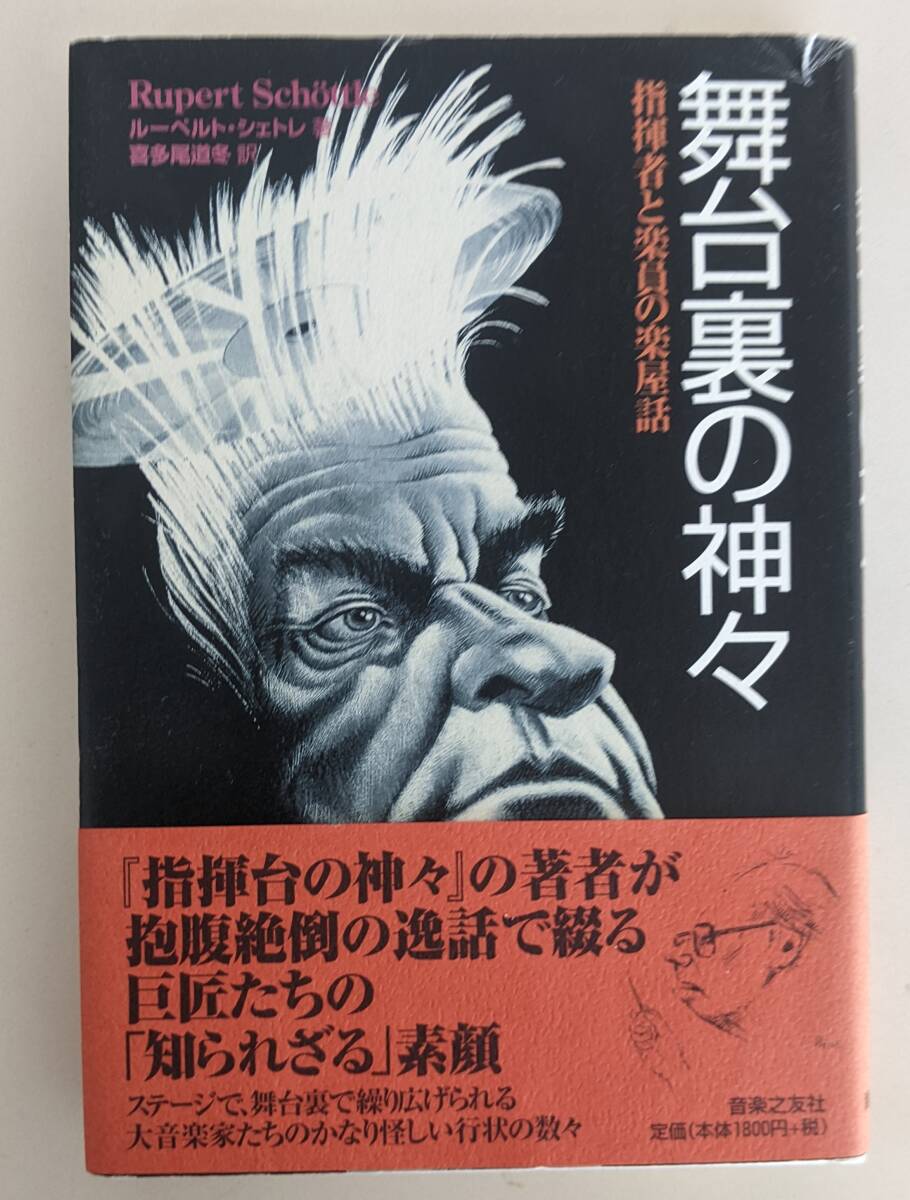 舞台裏の神々
指揮者と楽員の楽屋話
Rupert Schöttle
ルーペルト・シェトレ 著
喜多尾道冬 訳
『指揮台の神々』の著者が
抱腹絶倒の逸話で綴る
巨匠たちの
「知られざる」素顔
ステージで、舞台裏で繰り広げられる
大音楽家たちのかなり怪しい行状の数々
音楽之友社
定価(本体1800円+税)